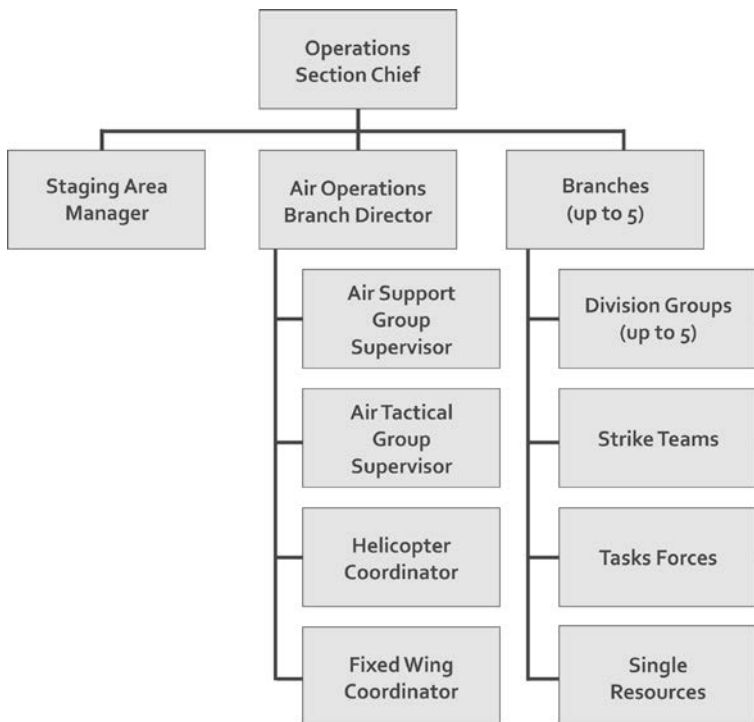 Operations
Section Chief
Staging Area
Manager
Air Operations
Branch Director
Branches
(up to 5)
Air Support
Group
Supervisor
Division Groups
(up to 5)
Air Tactical
Group
Supervisor
Strike Teams
Helicopter
Coordinator
Tasks Forces
Fixed Wing
Coordinator
Single
Resources